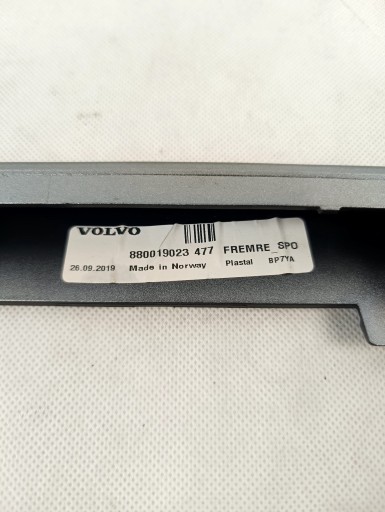 VOLVO
880019023 477 FREMRE_SPO
26.09.2019 Made in Norway Plastal BP7YA